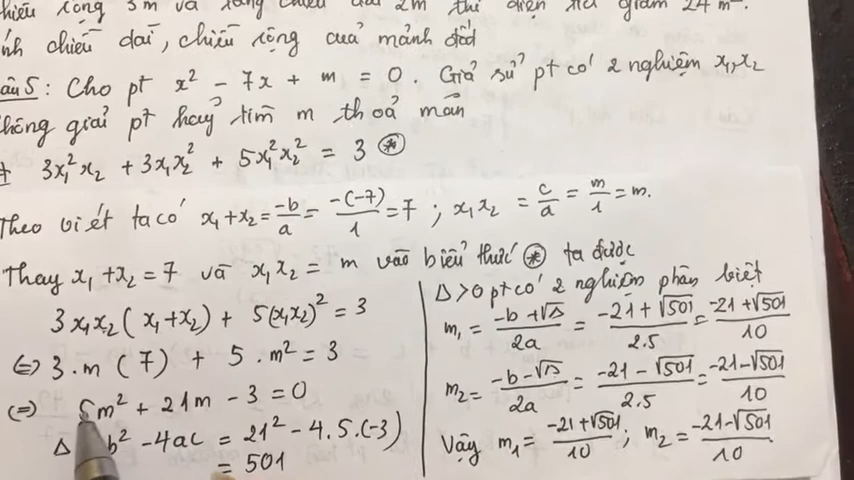 chiều rộng 3m và tăng chiều dài 2m thì diện tích giảm 24 m².
tính chiều dài, chiều rộng cuả mảnh đất
Câu 5: Cho pt x² - 7x + m = 0. Giả sử pt có 2 nghiệm x₁, x₂
không giải pt hãy tìm m thoả mãn
3x₁²x₂ + 3x₁x₂² + 5x₁²x₂² = 3 (*)
Theo viết ta có x₁+x₂ = -b/a = -(-7)/1 = 7 ; x₁x₂ = c/a = m/1 = m.
Thay x₁+x₂ = 7 và x₁x₂ = m vào biểu thức (*) ta được
3x₁x₂(x₁+x₂) + 5(x₁x₂)² = 3
⇔ 3.m(7) + 5.m² = 3
⇔ 5m² + 21m - 3 = 0
Δ b² - 4ac = 21² - 4.5.(-3)
= 501
Δ > 0 pt có 2 nghiệm phân biệt
m₁ = (-b+√Δ)/2a = (-21+√501)/2.5 = (-21+√501)/10
m₂ = (-b-√Δ)/2a = (-21-√501)/2.5 = (-21-√501)/10
Vậy m₁ = (-21+√501)/10 ; m₂ = (-21-√501)/10.